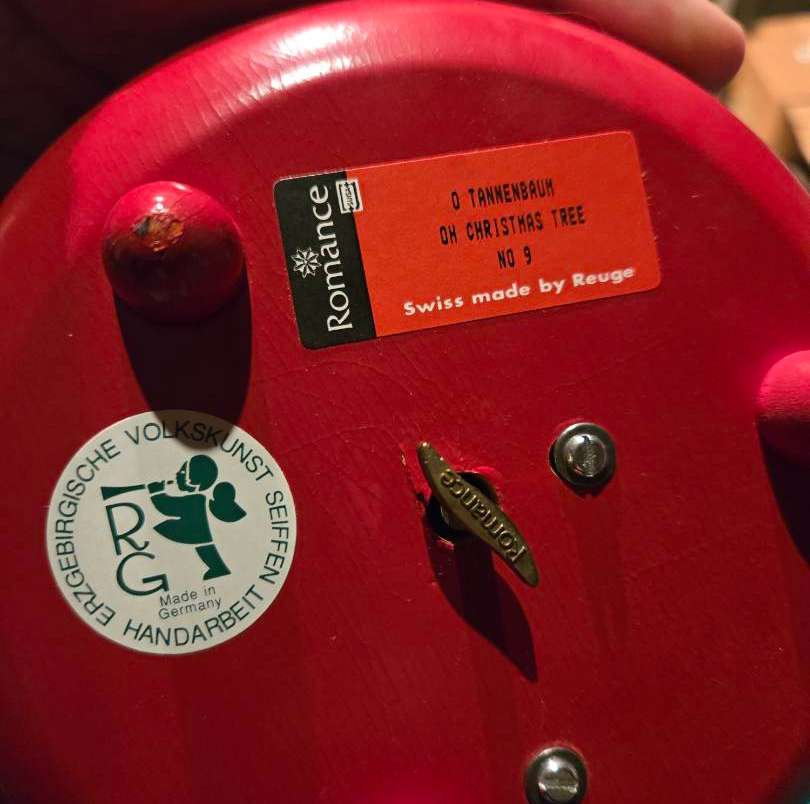 Romance
O TANNENBAUM
OH CHRISTMAS TREE
NO 9
Swiss made by Reuge
Romance
ERZGEBIRGISCHE VOLKSKUNST SEIFFEN
RG
Made in
Germany
HANDARBEIT